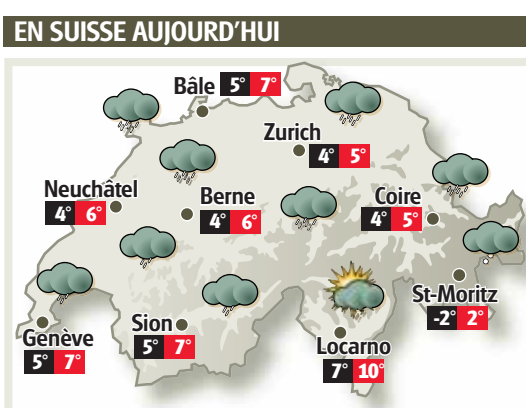 EN SUISSE AUJOURD'HUI
Bâle 5° 7°
Zurich
4° 5°
Neuchâtel
4° 6°
Berne
4° 6°
Coire
4° 5°
St-Moritz
-2° 2°
Genève
5° 7°
Sion
5° 7°
Locarno
7° 10°